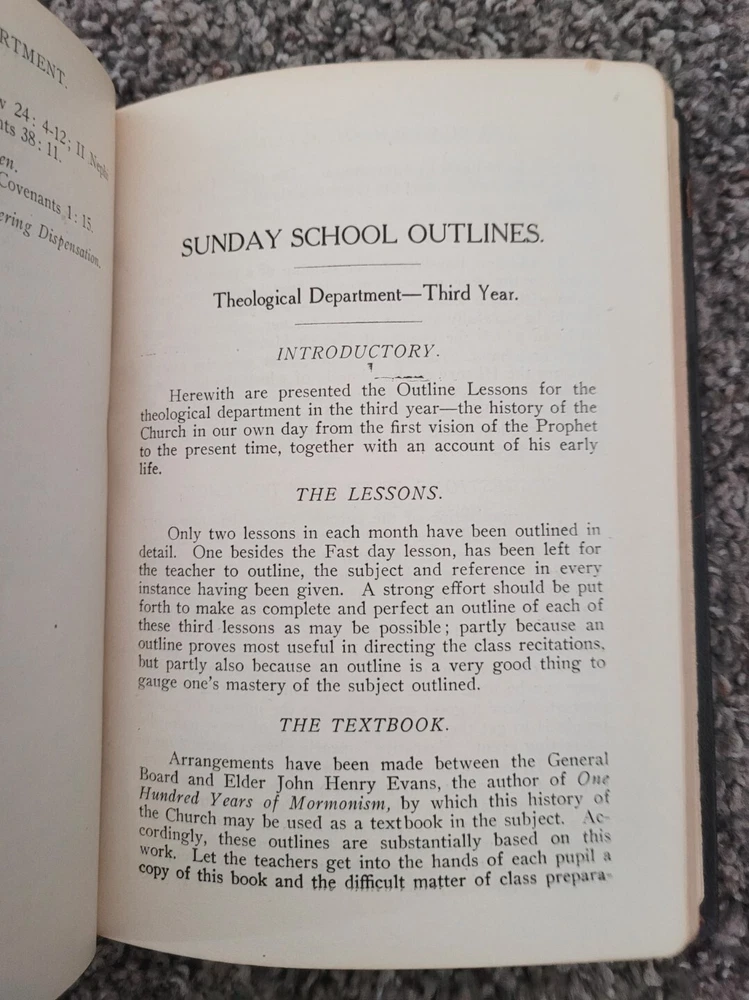 RTMENT.
24: 4-12; II Nephi
nts 38: 11.
en.
Covenants 1: 15.
ering Dispensation.
SUNDAY SCHOOL OUTLINES.
Theological Department—Third Year.
INTRODUCTORY.
Herewith are presented the Outline Lessons for the
theological department in the third year—the history of the
Church in our own day from the first vision of the Prophet
to the present time, together with an account of his early
life.
THE LESSONS.
Only two lessons in each month have been outlined in
detail. One besides the Fast day lesson, has been left for
the teacher to outline, the subject and reference in every
instance having been given. A strong effort should be put
forth to make as complete and perfect an outline of each of
these third lessons as may be possible; partly because an
outline proves most useful in directing the class recitations,
but partly also because an outline is a very good thing to
gauge one's mastery of the subject outlined.
THE TEXTBOOK.
Arrangements have been made between the General
Board and Elder John Henry Evans, the author of One
Hundred Years of Mormonism, by which this history of
the Church may be used as a textbook in the subject. Ac-
cordingly, these outlines are substantially based on this
work. Let the teachers get into the hands of each pupil a
copy of this book and the difficult matter of class prepara-